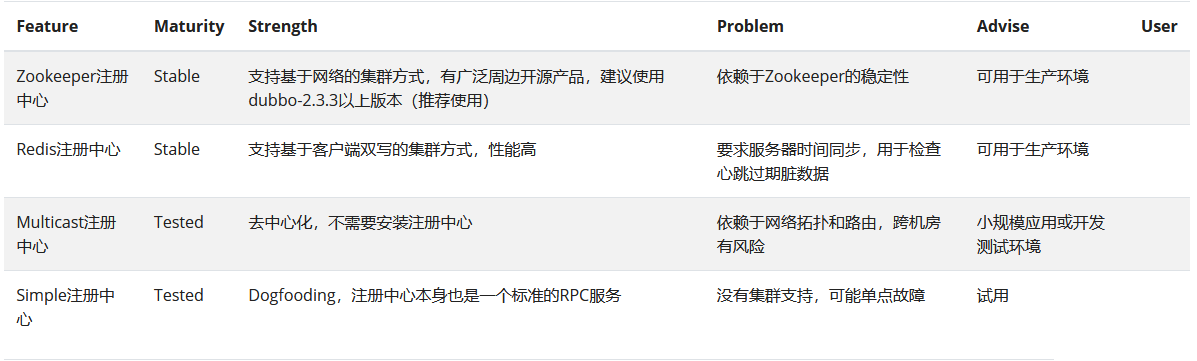 Feature Maturity Strength Problem Advise User
Zookeeper注册 Stable 支持基于网络的集群方式，有广泛周边开源产品，建议使用 依赖于Zookeeper的稳定性 可用于生产环境
中心 dubbo-2.3.3以上版本（推荐使用）
Redis注册中心 Stable 支持基于客户端双写的集群方式，性能高 要求服务器时间同步，用于检查 可用于生产环境
心跳过期脏数据
Multicast注册 Tested 去中心化，不需要安装注册中心 依赖于网络拓扑和路由，跨机房 小规模应用或开发
中心 有风险 测试环境
Simple注册中 Tested Dogfooding，注册中心本身也是一个标准的RPC服务 没有集群支持，可能单点故障 试用
心